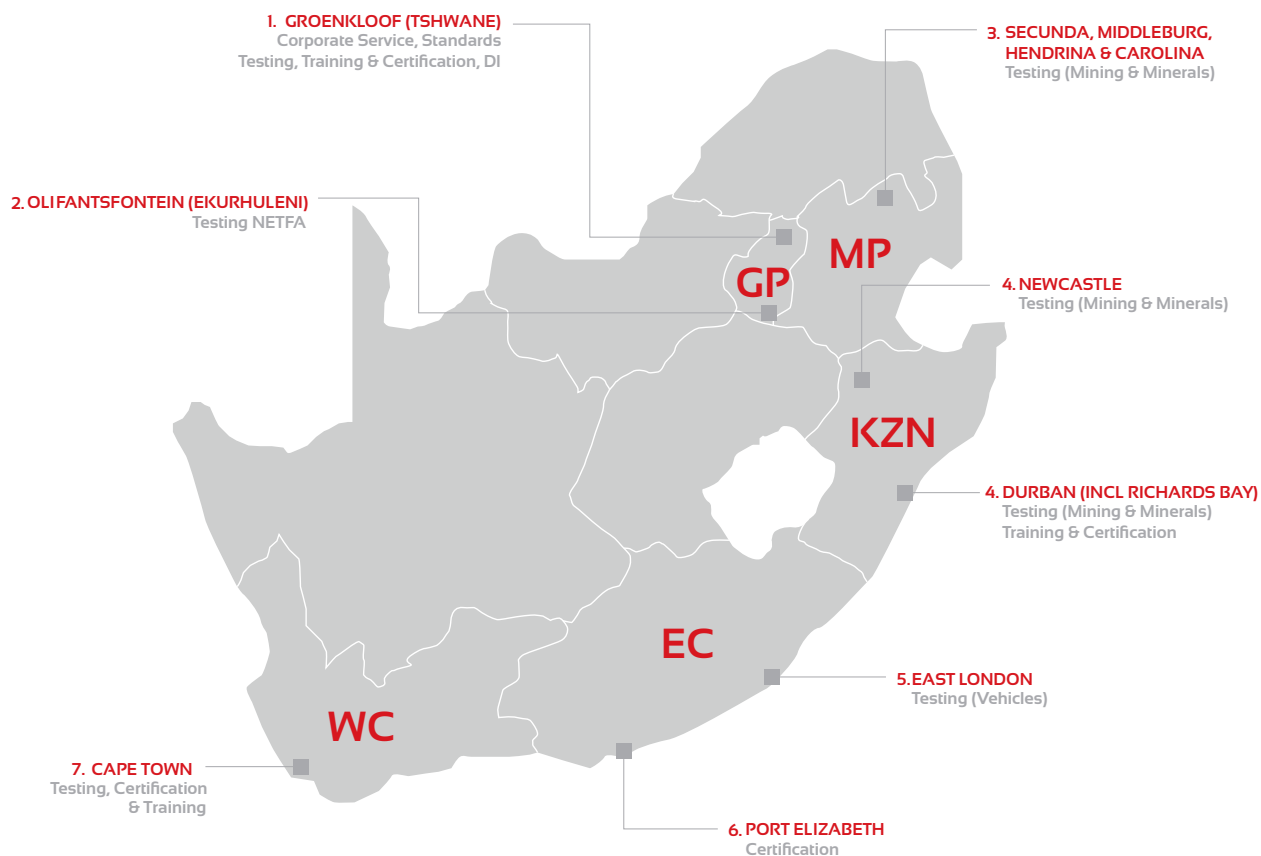 1. GROENKLOOF (TSHWANE)
Corporate Service, Standards
Testing, Training & Certification, DI
2. OLIFANTSFONTEIN (EKURHULENI)
Testing NETFA
3. SECUNDA, MIDDLEBURG,
HENDRINA & CAROLINA
Testing (Mining & Minerals)
MP
GP
4. NEWCASTLE
Testing (Mining & Minerals)
KZN
4. DURBAN (INCL RICHARDS BAY)
Testing (Mining & Minerals)
Training & Certification
EC
5. EAST LONDON
Testing (Vehicles)
WC
7. CAPE TOWN
Testing, Certification
& Training
6. PORT ELIZABETH
Certification